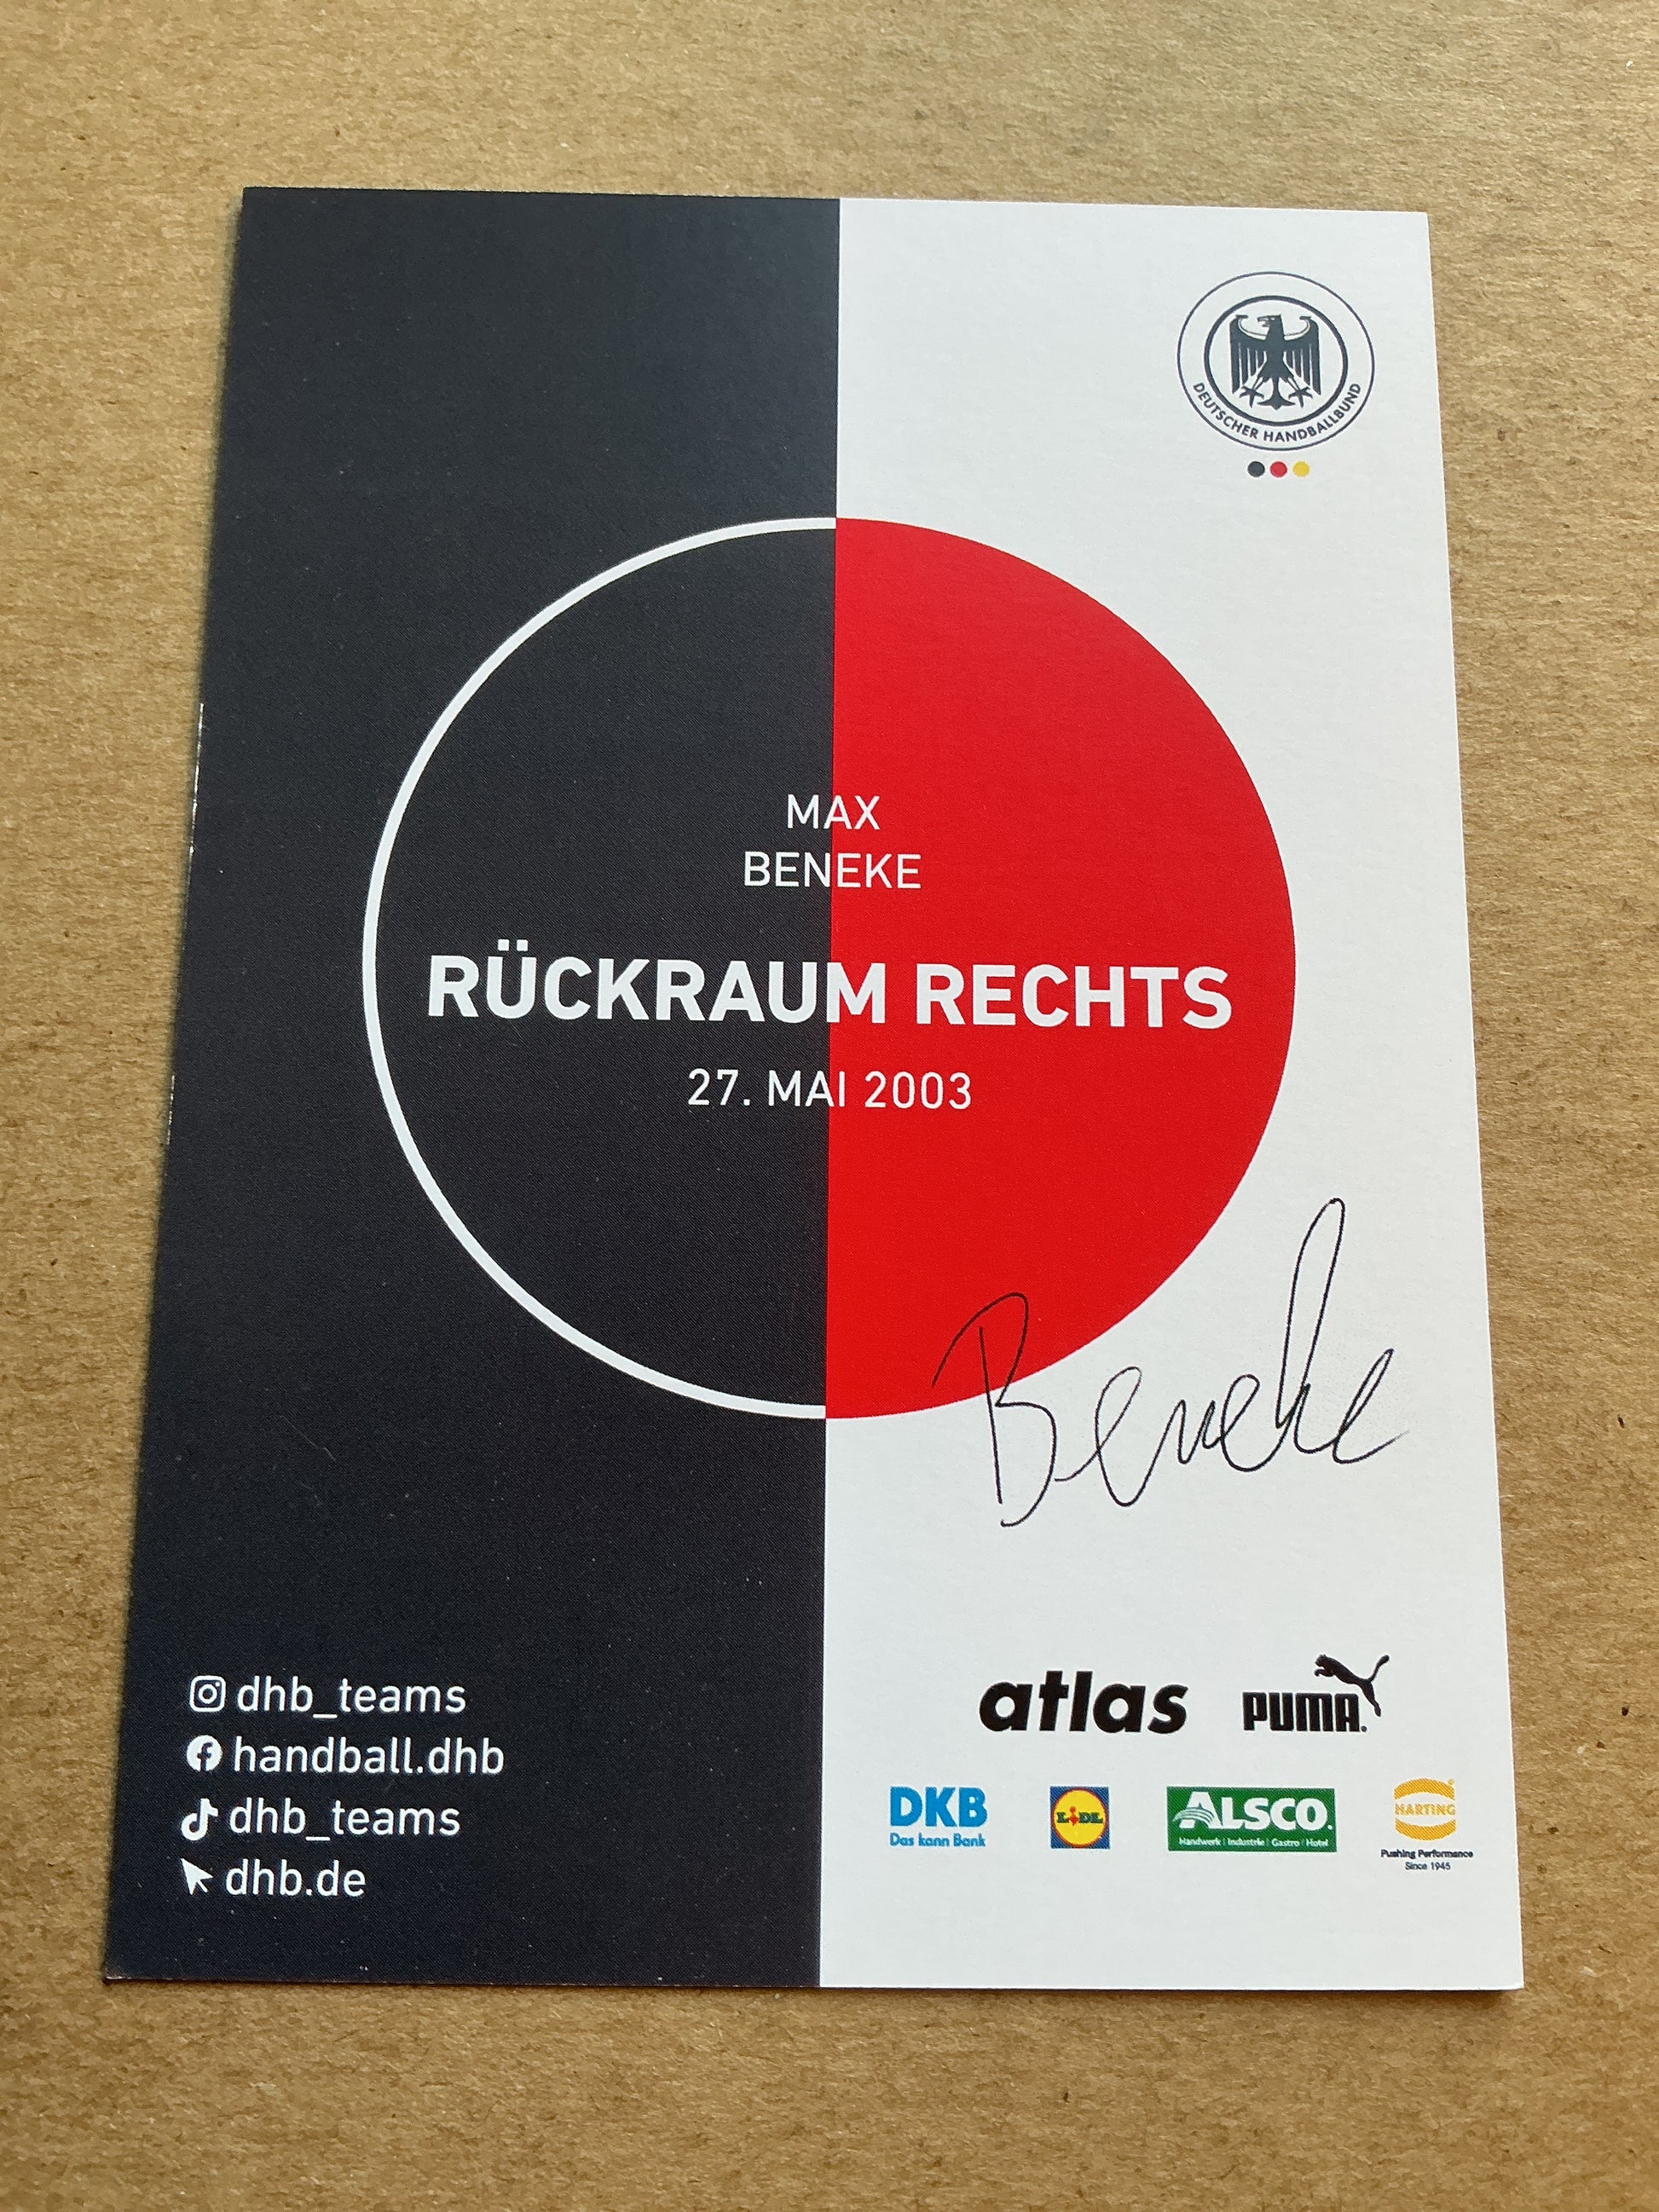 DEUTSCHER HANDBALLBUND
MAX
BENEKE
RÜCKRAUM RECHTS
27. MAI 2003
Beneke
dhb_teams
handball.dhb
dhb_teams
dhb.de
atlas
PUMA
DKB
Das kann Bank
LIDL
ALSCO
Handwerk | Industrie | Gastro | Hotel
HARTING
Pushing Performance
Since 1945